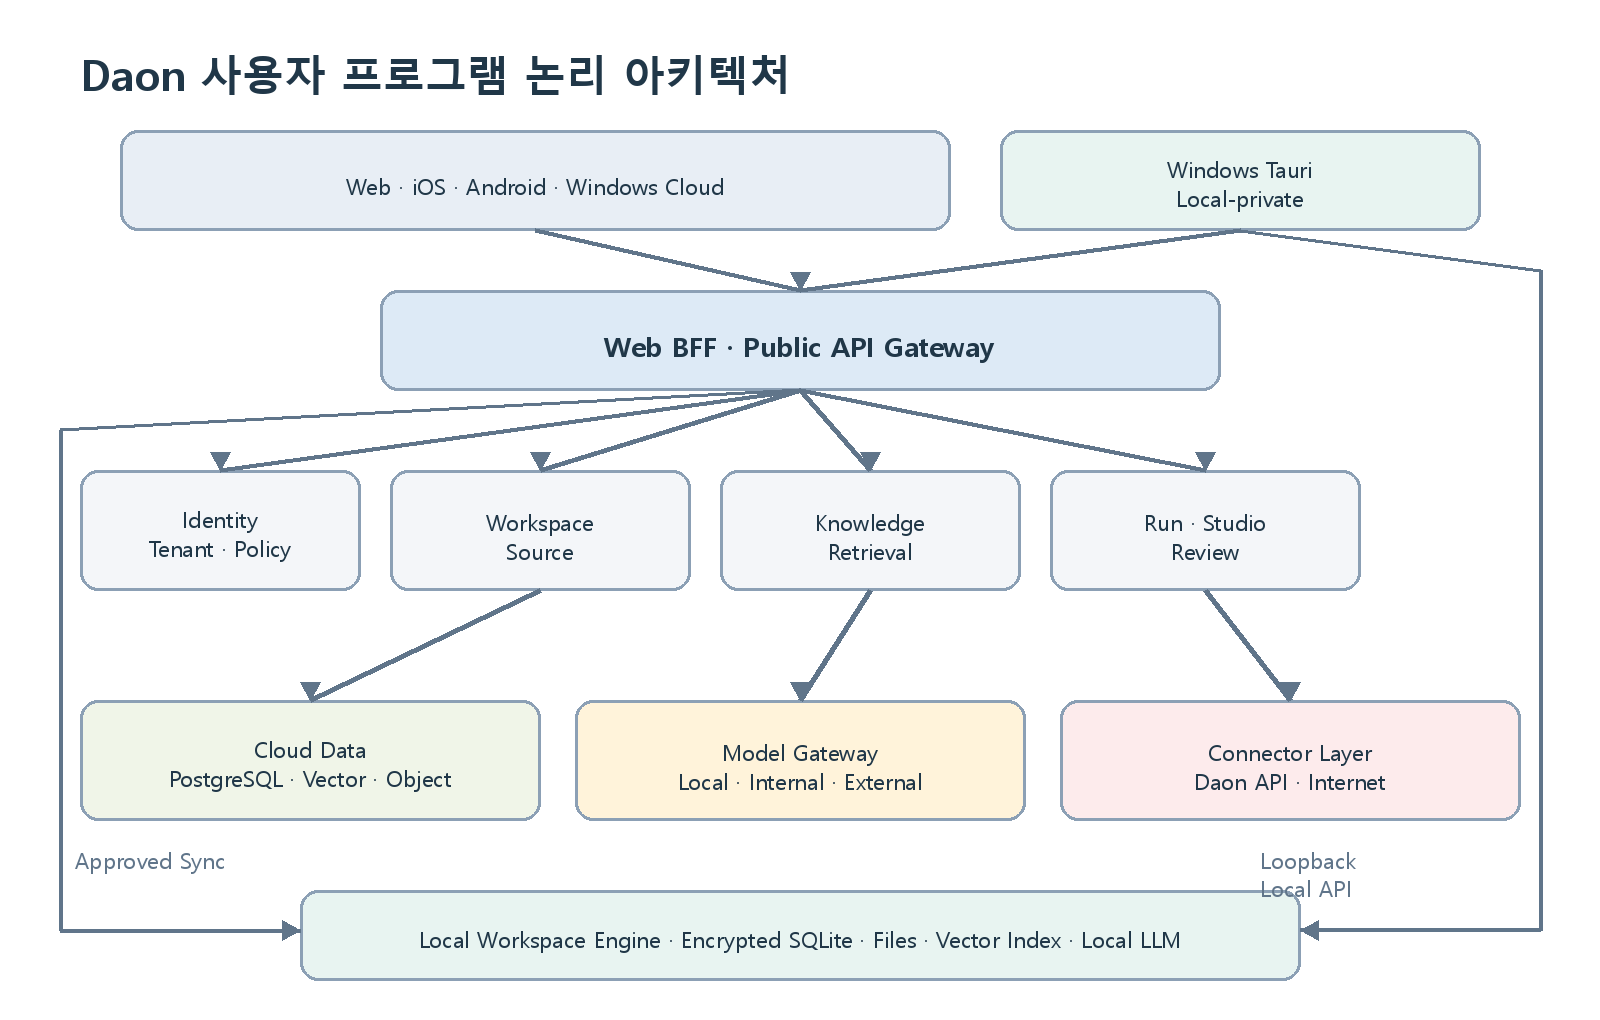 Daon 사용자 프로그램 논리 아키텍처
Web · iOS · Android · Windows Cloud
Windows Tauri
Local-private
Web BFF · Public API Gateway
Identity
Tenant · Policy
Workspace
Source
Knowledge
Retrieval
Run · Studio
Review
Cloud Data
PostgreSQL · Vector · Object
Model Gateway
Local · Internal · External
Connector Layer
Daon API · Internet
Approved Sync
Loopback
Local API
Local Workspace Engine · Encrypted SQLite · Files · Vector Index · Local LLM